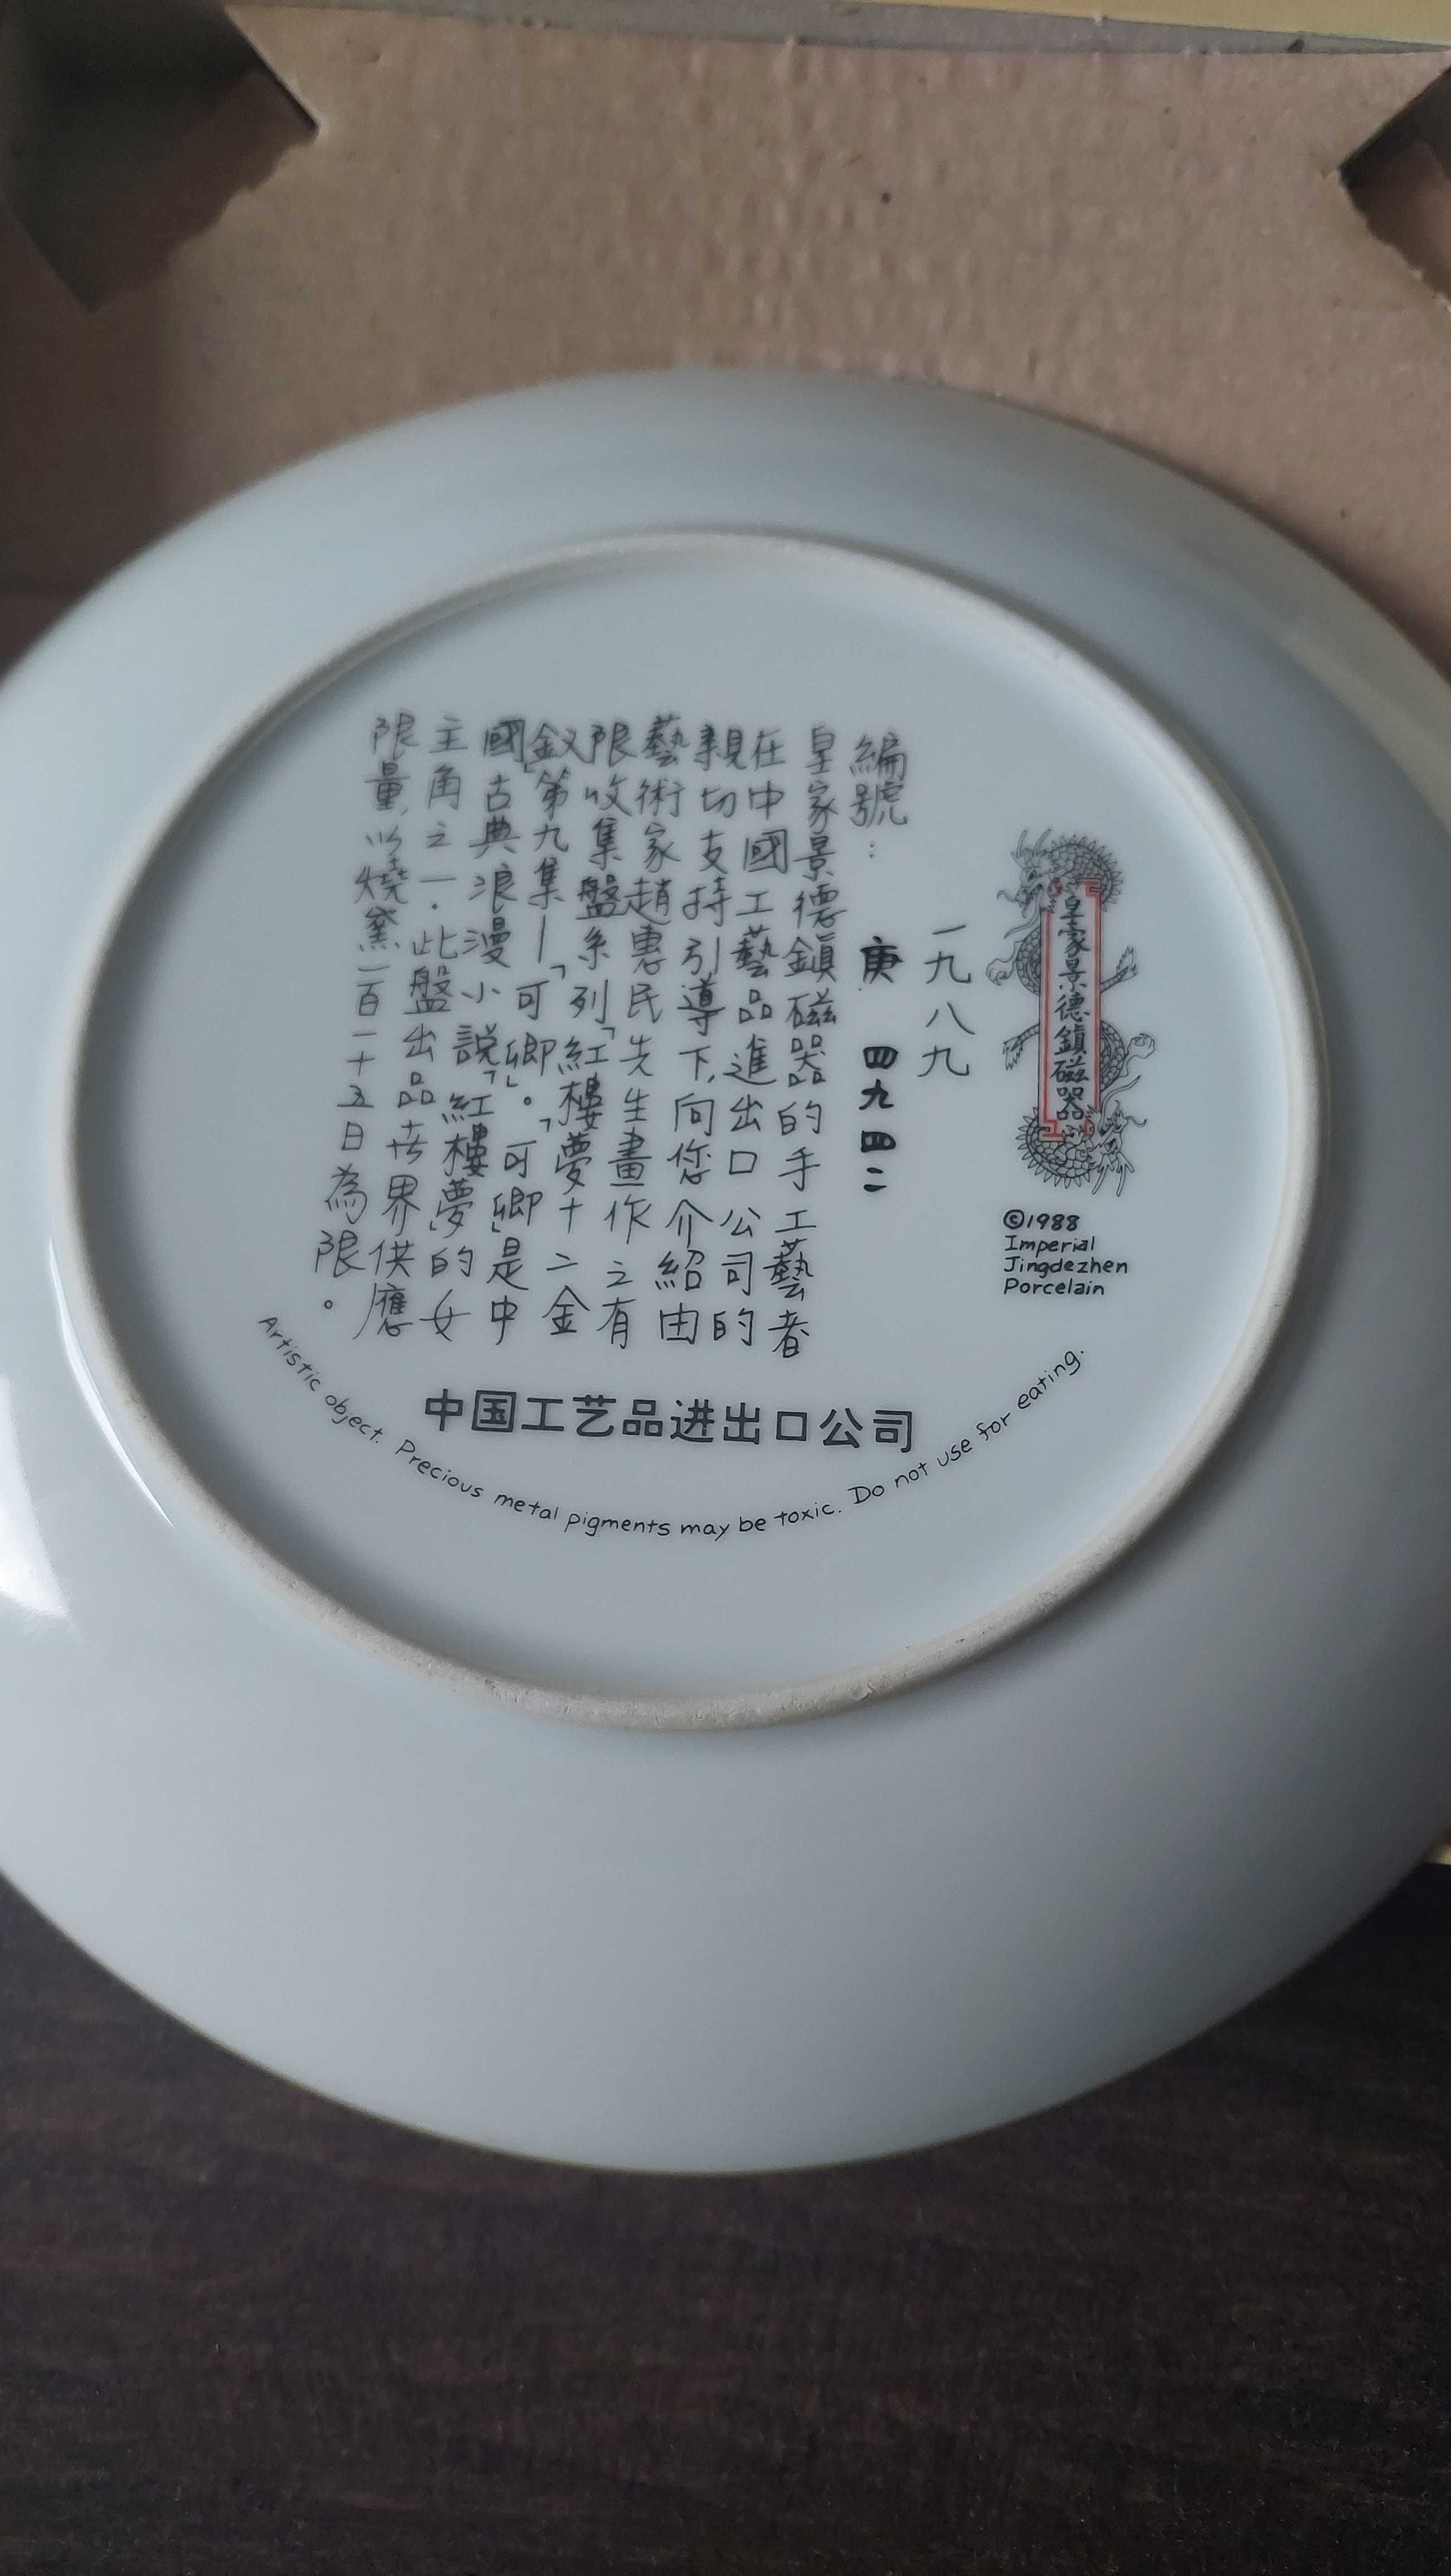 皇家景德鎮磁器
©1988
Imperial
Jingdezhen
Porcelain
一九八九
編號： 庚 四九四二
皇家景德鎮磁器的手工藝者
在中國工藝品進出口公司的
親切支持引導下，向您介紹由
藝術家趙惠民先生畫作之有
限收集盤系列「紅樓夢十二金
釵」第九集—「可卿」。「可卿」是中
國古典浪漫小說「紅樓夢」的女
主角之一．此盤出品世界供應
限量，以燒窯一百一十五日為限。
中国工艺品进出口公司
Artistic object. Precious metal pigments may be toxic. Do not use for eating.